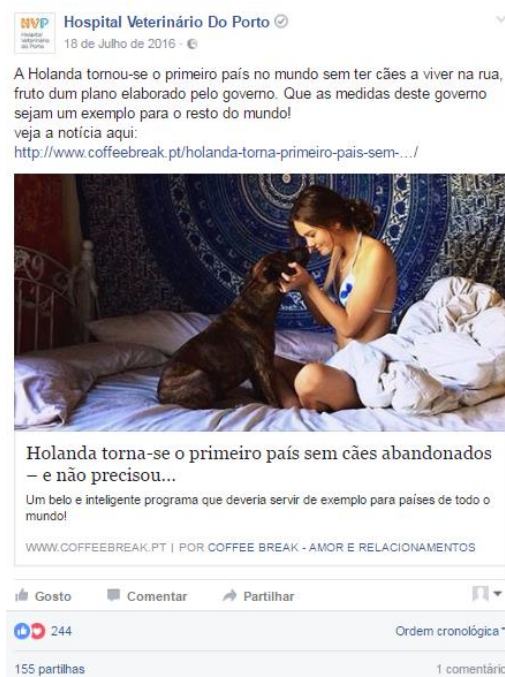 NVP
Hospital
Veterinário
do Porto
Hospital Veterinário Do Porto
18 de Julho de 2016 ·
A Holanda tornou-se o primeiro país no mundo sem ter cães a viver na rua,
fruto dum plano elaborado pelo governo. Que as medidas deste governo
sejam um exemplo para o resto do mundo!
veja a notícia aqui:
http://www.coffeebreak.pt/holanda-torna-primeiro-pais-sem-…/
Holanda torna-se o primeiro país sem cães abandonados
– e não precisou...
Um belo e inteligente programa que deveria servir de exemplo para países de todo o
mundo!
WWW.COFFEEBREAK.PT | POR COFFEE BREAK - AMOR E RELACIONAMENTOS
Gosto Comentar Partilhar
244 Ordem cronológica
155 partilhas 1 comentário